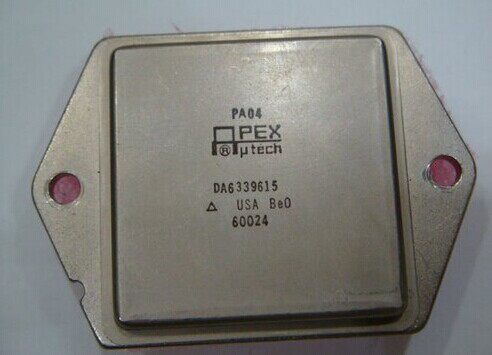 PA04
APEX
® µtech
DA6339615
△ USA BeO
60024